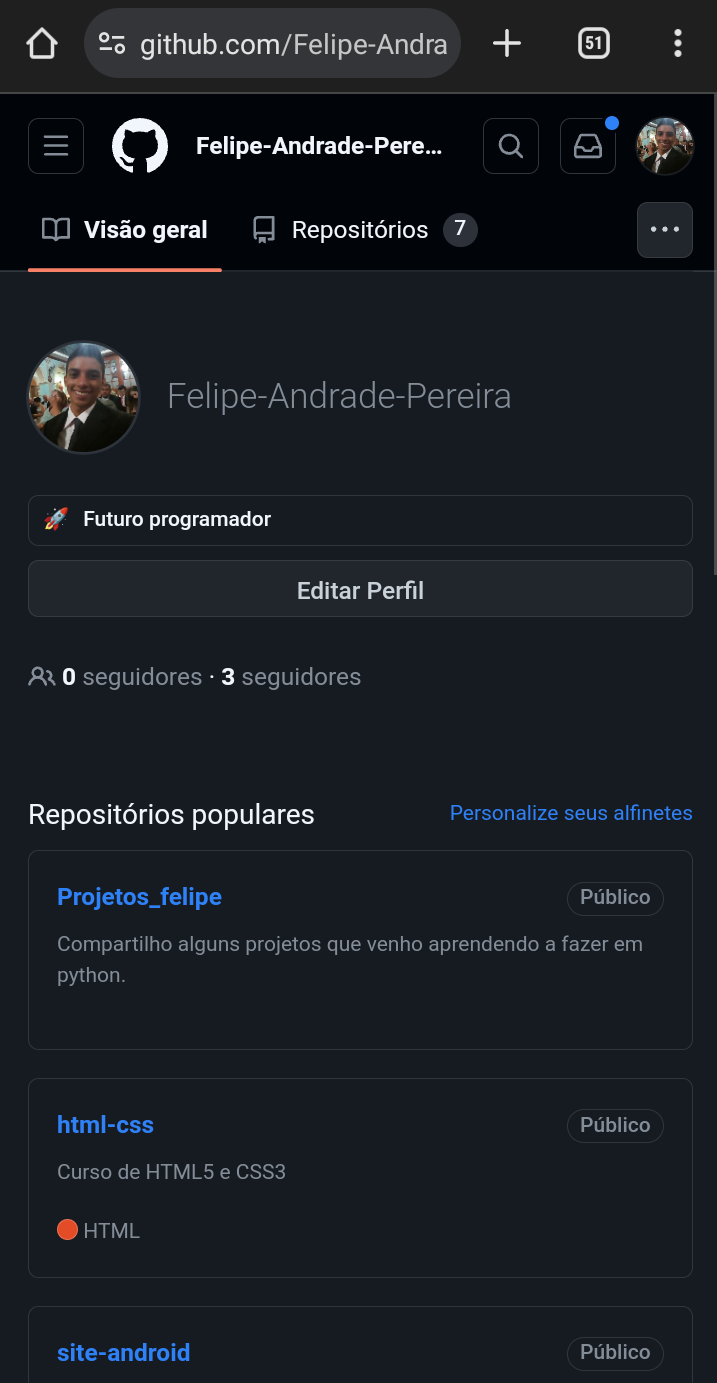 github.com/Felipe-Andra
51
Felipe-Andrade-Pere...
Visão geral
Repositórios 7
Felipe-Andrade-Pereira
🚀 Futuro programador
Editar Perfil
0 seguidores · 3 seguidores
Repositórios populares
Personalize seus alfinetes
Projetos_felipe
Público
Compartilho alguns projetos que venho aprendendo a fazer em
python.
html-css
Público
Curso de HTML5 e CSS3
HTML
site-android
Público